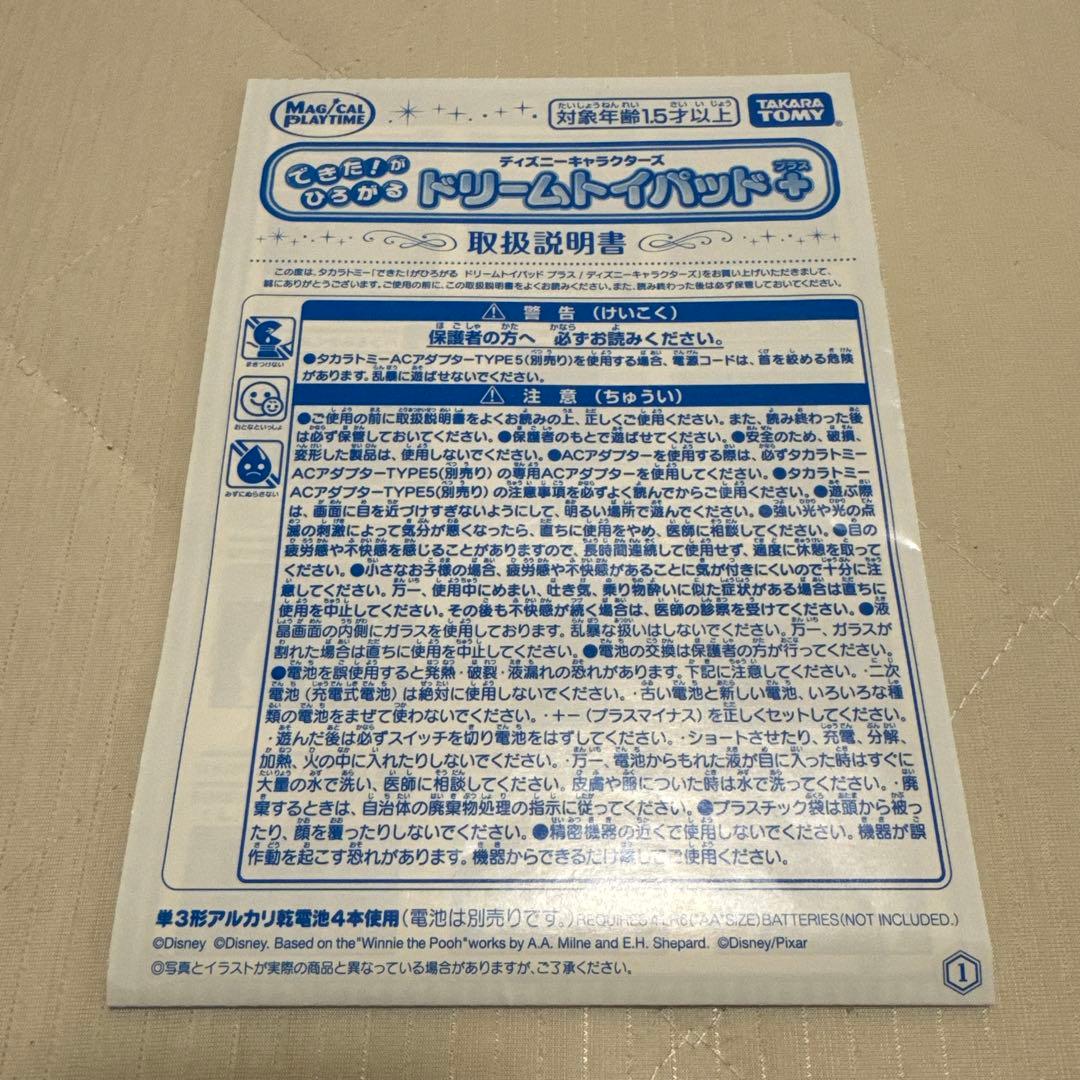 MAGICAL PLAYTIME
対象年齢1.5才以上
TAKARA TOMY
できた!がひろがる
ディズニーキャラクターズ
ドリームトイパッド+
プラス
取扱説明書
この度は、タカラトミー「できた!がひろがる ドリームトイパッド プラス / ディズニーキャラクターズ」をお買い上げいただきまして、
誠にありがとうございます。ご使用の前に、この取扱説明書をよくお読みください。また、読み終わった後は必ず保管しておいてください。
まきつけない
おとなといっしょ
みずにぬらさない
警告(けいこく)
保護者の方へ 必ずお読みください。
●タカラトミーACアダプターTYPE5(別売り)を使用する場合、電源コードは、首を絞める危険
があります。乱暴に遊ばせないでください。
注意(ちゅうい)
●ご使用の前に取扱説明書をよくお読みの上、正しくご使用ください。また、読み終わった後
は必ず保管しておいてください。●保護者のもとで遊ばせてください。●安全のため、破損、
変形した製品は、使用しないでください。●ACアダプターを使用する際は、必ずタカラトミー
ACアダプターTYPE5(別売り)の専用ACアダプターを使用してください。●タカラトミー
ACアダプターTYPE5(別売り)の注意事項を必ずよく読んでからご使用ください。●遊ぶ際
は、画面に目を近づけすぎないようにして、明るい場所で遊んでください。●強い光や光の点
滅の刺激によって気分が悪くなったら、直ちに使用をやめ、医師に相談してください。●目の
疲労感や不快感を感じることがありますので、長時間連続して使用せず、適度に休憩を取って
ください。●小さなお子様の場合、疲労感や不快感があることに気が付きにくいので十分に注
意してください。万一、使用中にめまい、吐き気、乗り物酔いに似た症状がある場合は直ちに
使用を中止してください。その後も不快感が続く場合は、医師の診察を受けてください。●液
晶画面の内側にガラスを使用しております。乱暴な扱いはしないでください。万一、ガラスが
割れた場合は直ちに使用を中止してください。●電池の交換は保護者の方が行ってください。
●電池を誤使用すると発熱・破裂・液漏れの恐れがあります。下記に注意してください。・二次
電池(充電式電池)は絶対に使用しないでください。・古い電池と新しい電池、いろいろな種
類の電池をまぜて使わないでください。・+−(プラスマイナス)を正しくセットしてください。
・遊んだ後は必ずスイッチを切り電池をはずしてください。・ショートさせたり、充電、分解、
加熱、火の中に入れたりしないでください。・万一、電池からもれた液が目に入った時はすぐに
大量の水で洗い、医師に相談してください。皮膚や服についた時は水で洗ってください。・廃
棄するときは、自治体の廃棄物処理の指示に従ってください。●プラスチック袋は頭から被っ
たり、顔を覆ったりしないでください。●精密機器の近くで使用しないでください。機器が誤
作動を起こす恐れがあります。機器からできるだけ離してご使用ください。
単3形アルカリ乾電池4本使用(電池は別売りです。)REQUIRES 4 LR6("AA"SIZE)BATTERIES(NOT INCLUDED.)
©Disney ©Disney. Based on the"Winnie the Pooh"works by A.A. Milne and E.H. Shepard. ©Disney/Pixar
◎写真とイラストが実際の商品と異なっている場合がありますが、ご了承ください。
1